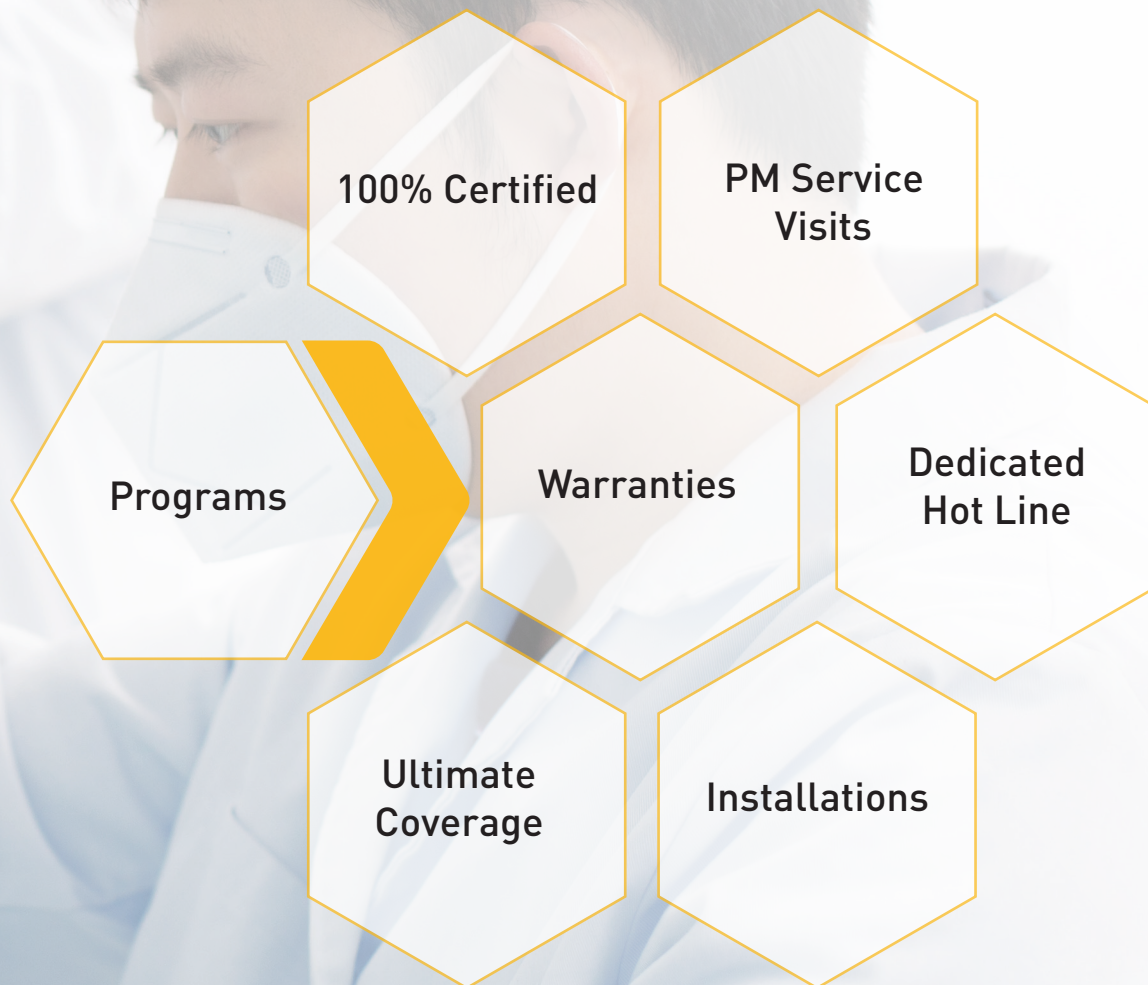 100% Certified
PM Service
Visits
Programs
Warranties
Dedicated
Hot Line
Ultimate
Coverage
Installations